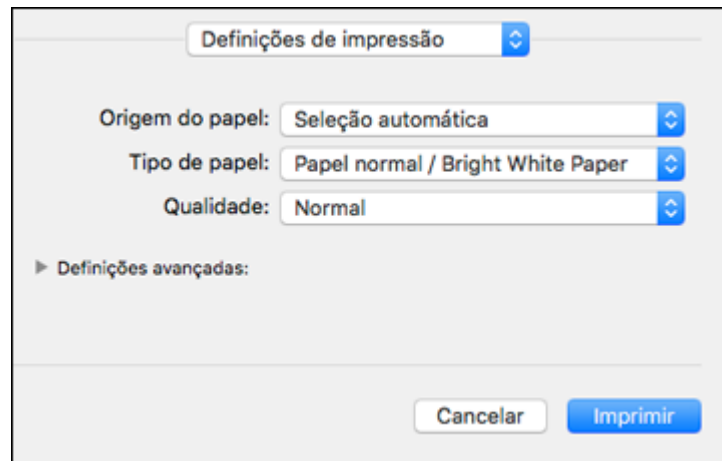 Definições de impressão
Origem do papel: Seleção automática
Tipo de papel: Papel normal / Bright White Paper
Qualidade: Normal
Definições avançadas:
Cancelar Imprimir